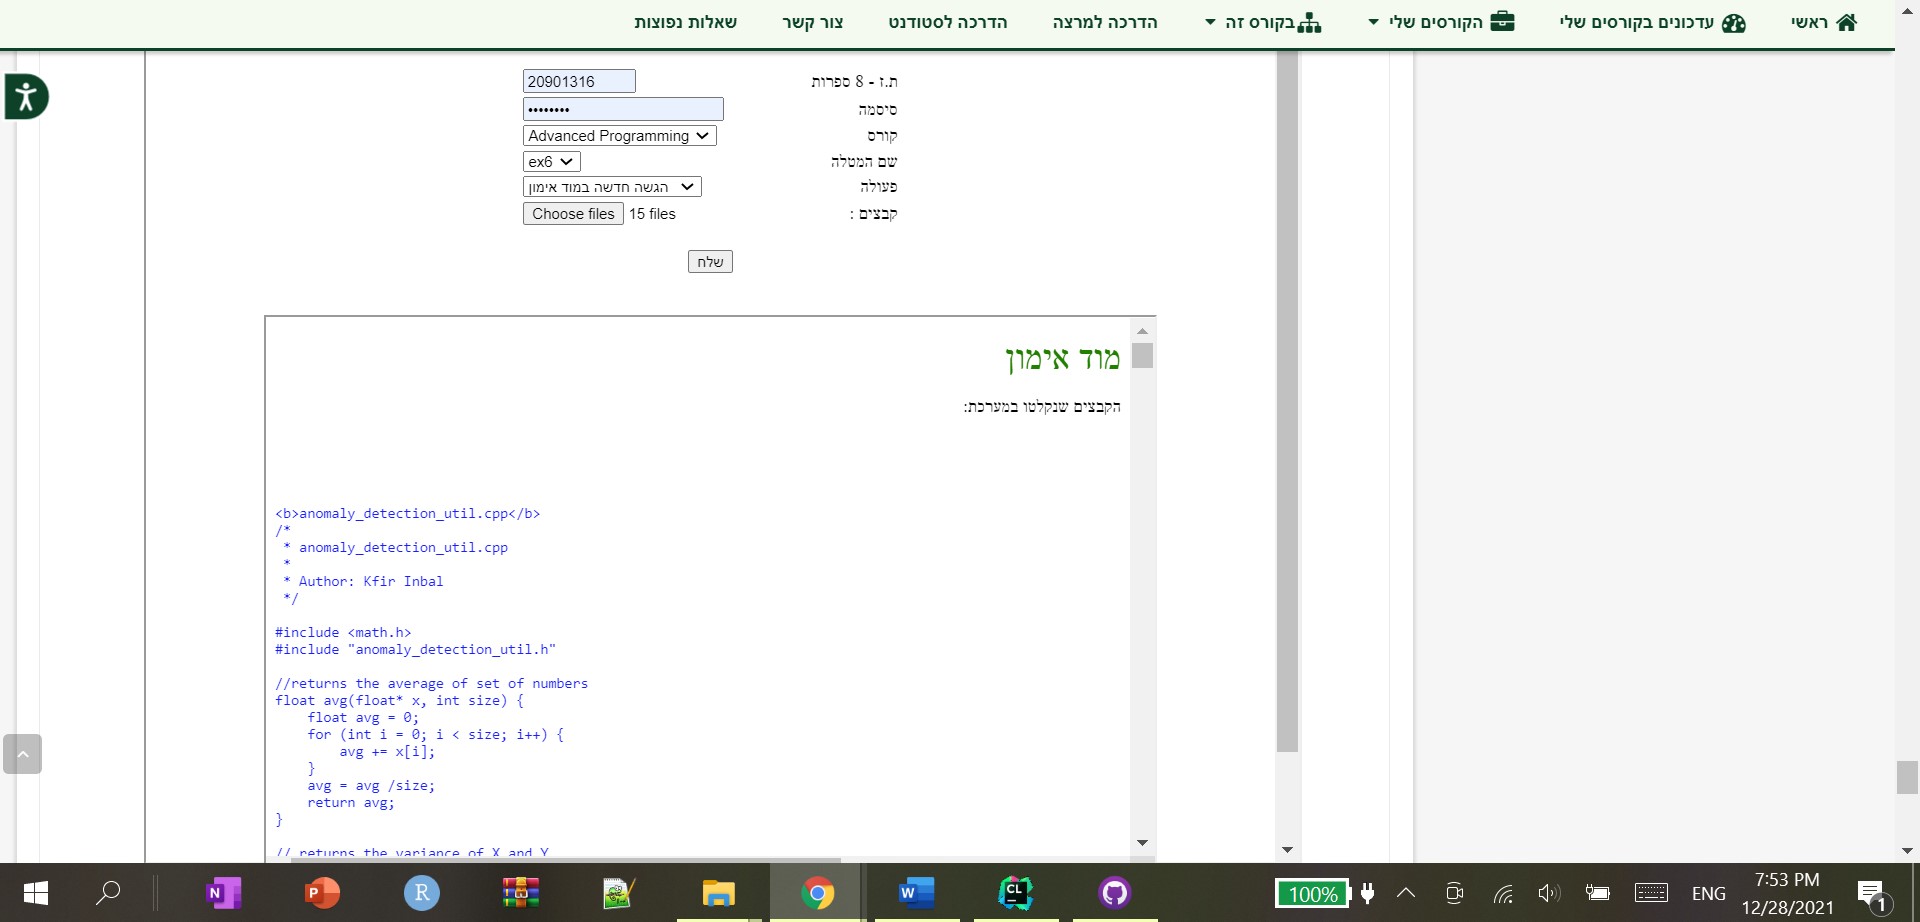 ראשי
עדכונים בקורסים שלי
הקורסים שלי
בקורס זה
הדרכה למרצה
הדרכה לסטודנט
צור קשר
שאלות נפוצות
ת.ז - 8 ספרות 20901316
סיסמה ••••••••
קורס Advanced Programming
שם המטלה ex6
פעולה הגשה חדשה במוד אימון
קבצים : Choose files 15 files
שלח
מוד אימון
הקבצים שנקלטו במערכת:
<b>anomaly_detection_util.cpp</b>
/*
* anomaly_detection_util.cpp
*
* Author: Kfir Inbal
*/
#include <math.h>
#include "anomaly_detection_util.h"
//returns the average of set of numbers
float avg(float* x, int size) {
float avg = 0;
for (int i = 0; i < size; i++) {
avg += x[i];
}
avg = avg /size;
return avg;
}
// returns the variance of X and Y
N
P
R
W
CL
100%
ENG
7:53 PM
12/28/2021
1